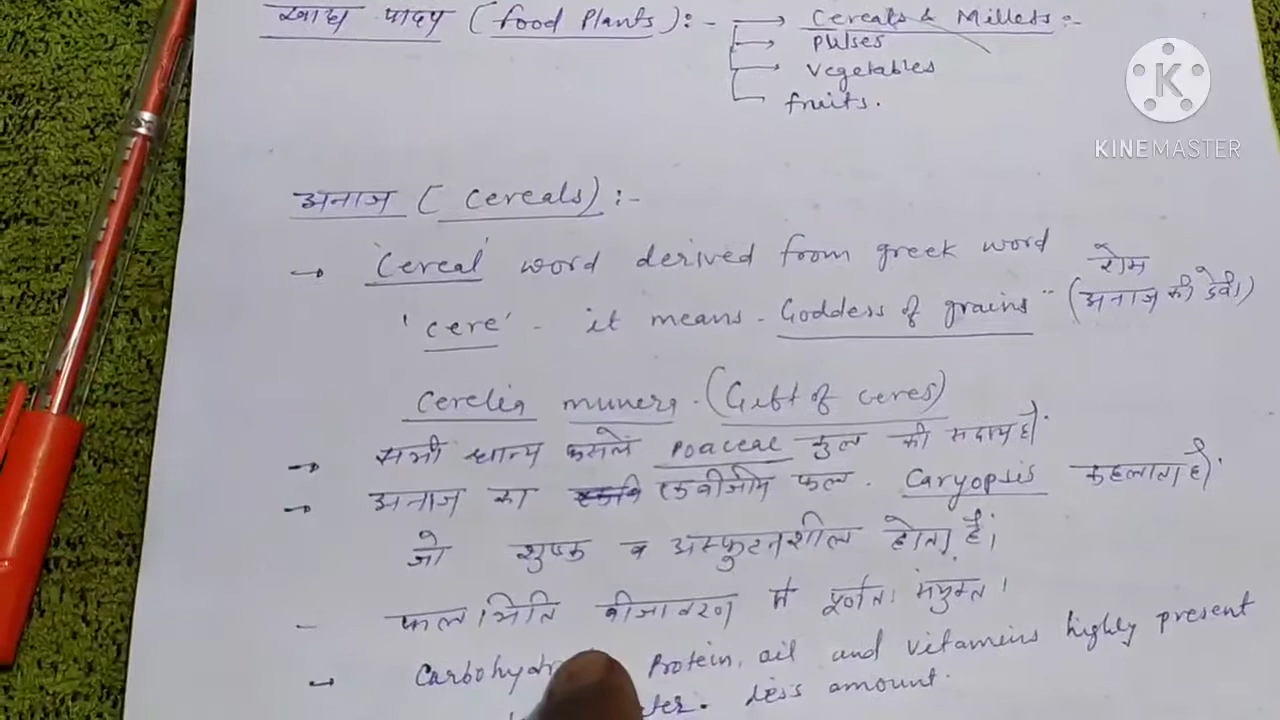 खाद्य पादप (food Plants):- → Cereals & Millets:-
→ Pulses
→ Vegetables
fruits.
K
KINEMASTER
अनाज (Cereals):-
→ 'Cereal' word derived from greek word
रोम
'cere' - it means - Goddess of grains" (अनाज की देवी)
Cerelia munera. (Gift of ceres)
→ सभी धान्य फसलें Poaceae कुल की सदस्य है।
→ अनाज का एकबीजीय फल. Caryopsis कहलाता है।
जो शुष्क व अस्फुटनशील होता है।
- फलभित्ति बीजावरण से पूर्णतः संयुक्त।
→ Protein, oil and vitamins highly present
less amount.